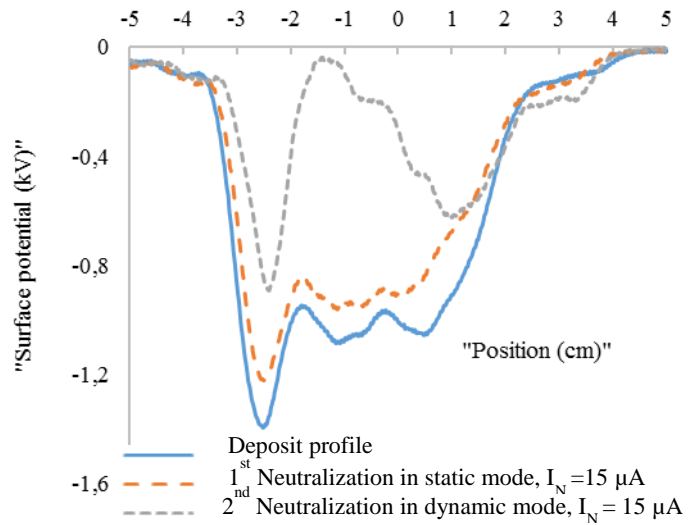 -5 -4 -3 -2 -1 0 1 2 3 4 5
0
-0,4
-0,8
-1,2
-1,6
"Surface potential (kV)"
"Position (cm)"
Deposit profile
1st Neutralization in static mode, IN =15 µA
2nd Neutralization in dynamic mode, IN = 15 µA